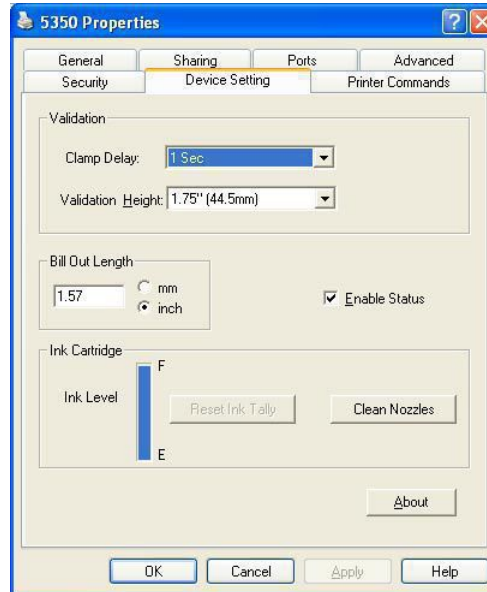 5350 Properties
General Sharing Ports Advanced
Security Device Setting Printer Commands
Validation
Clamp Delay: 1 Sec
Validation Height: 1.75" (44.5mm)
Bill Out Length
1.57 mm
inch
Enable Status
Ink Cartridge
F
Ink Level Reset Ink Tally Clean Nozzles
E
About
OK Cancel Apply Help